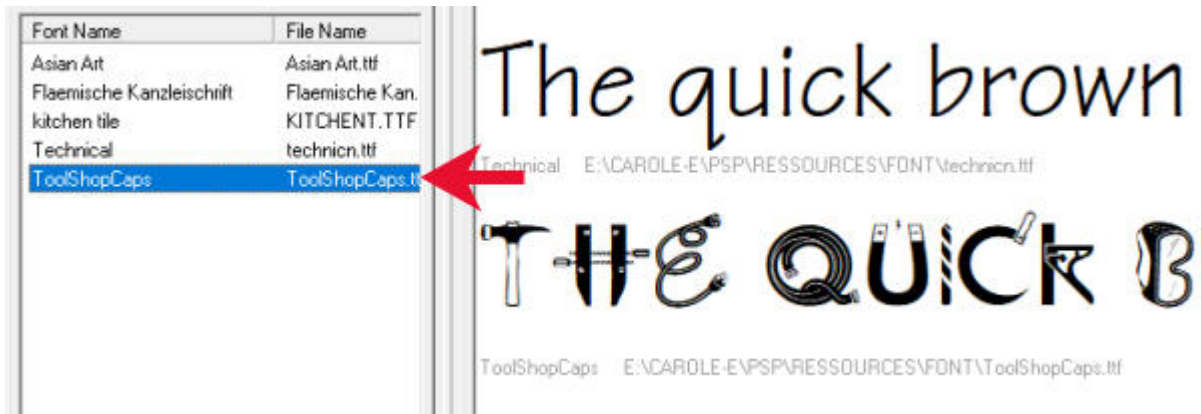 Font Name File Name
Asian Art Asian Art.ttf
Flaemische Kanzleischrift Flaemische Kan.
kitchen tile KITCHENT.TTF
Technical technicn.ttf
ToolShopCaps ToolShopCaps.tt
The quick brown
Technical E:\CAROLE-E\PSP\RESSOURCES\FONT\technicn.ttf
THE QUICK B
ToolShopCaps E:\CAROLE-E\PSP\RESSOURCES\FONT\ToolShopCaps.ttf